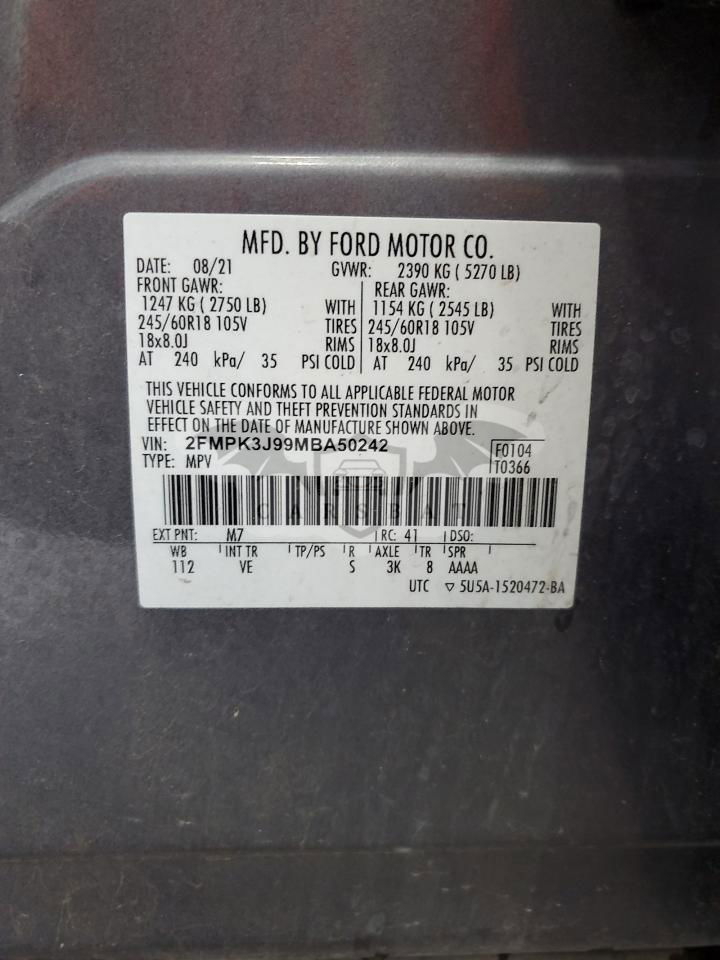 MFD. BY FORD MOTOR CO.
DATE: 08/21 GVWR: 2390 KG ( 5270 LB)
FRONT GAWR: REAR GAWR:
1247 KG ( 2750 LB) WITH 1154 KG ( 2545 LB) WITH
245/60R18 105V TIRES 245/60R18 105V TIRES
18x8.0J RIMS 18x8.0J RIMS
AT 240 kPa/ 35 PSI COLD AT 240 kPa/ 35 PSI COLD
THIS VEHICLE CONFORMS TO ALL APPLICABLE FEDERAL MOTOR
VEHICLE SAFETY AND THEFT PREVENTION STANDARDS IN
EFFECT ON THE DATE OF MANUFACTURE SHOWN ABOVE.
VIN: 2FMPK3J99MBA50242 F0104
TYPE: MPV T0366
CARSBAT
EXT PNT: M7 RC: 41 DSO:
WB INT TR TP/PS R AXLE TR SPR
112 VE S 3K 8 AAAA
UTC ▽ 5U5A-1520472-BA